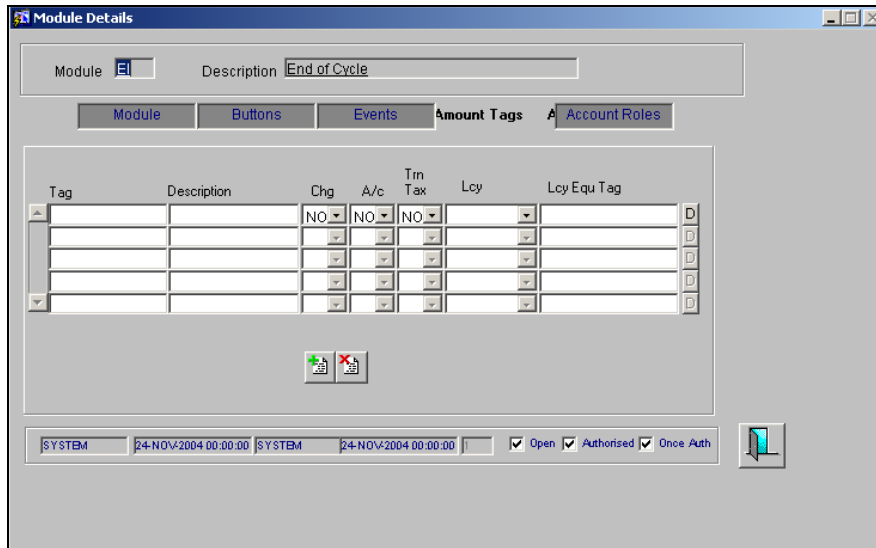 Module Details
Module EI Description End of Cycle
Module Buttons Events Amount Tags A Account Roles
Tag Description Chg A/c Trn Tax Lcy Lcy Equ Tag
NO NO NO D
D
D
D
D
SYSTEM 24-NOV-2004 00:00:00 SYSTEM 24-NOV-2004 00:00:00 1 Open Authorised Once Auth